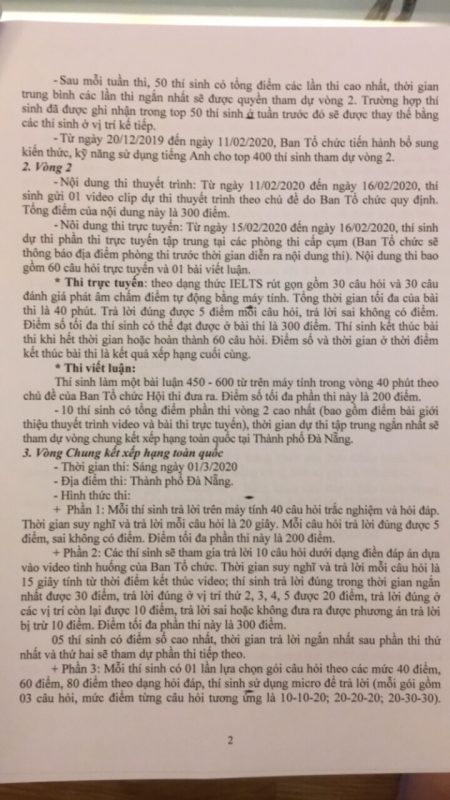 - Sau mỗi tuần thi, 50 thí sinh có tổng điểm các lần thi cao nhất, thời gian
trung bình các lần thi ngắn nhất sẽ được quyền tham dự vòng 2. Trường hợp thí
sinh đã được ghi nhận trong top 50 thí sinh ở tuần trước đó sẽ được thay thế bằng
các thí sinh ở vị trí kế tiếp.
- Từ ngày 20/12/2019 đến ngày 11/02/2020, Ban Tổ chức tiến hành bổ sung
kiến thức, kỹ năng sử dụng tiếng Anh cho top 400 thí sinh tham dự vòng 2.
2. Vòng 2
- Nội dung thi thuyết trình: Từ ngày 11/02/2020 đến ngày 16/02/2020, thí
sinh gửi 01 video clip dự thi thuyết trình theo chủ đề do Ban Tổ chức quy định.
Tổng điểm của nội dung này là 300 điểm.
- Nội dung thi trực tuyến: Từ ngày 15/02/2020 đến ngày 16/02/2020, thí sinh
dự thi phần thi trực tuyến tập trung tại các phòng thi cấp cụm (Ban Tổ chức sẽ
thông báo địa điểm phòng thi trước thời gian diễn ra nội dung thi). Nội dung thi bao
gồm 60 câu hỏi trực tuyến và 01 bài viết luận.
* Thi trực tuyến: theo dạng thức IELTS rút gọn gồm 30 câu hỏi và 30 câu
đánh giá phát âm chấm điểm tự động bằng máy tính. Tổng thời gian tối đa của bài
thi là 40 phút. Trả lời đúng được 5 điểm mỗi câu hỏi, trả lời sai không có điểm.
Điểm số tối đa thí sinh có thể đạt được ở bài thi là 300 điểm. Thí sinh kết thúc bài
thi khi hết thời gian hoặc hoàn thành 60 câu hỏi. Điểm số và thời gian ở thời điểm
kết thúc bài thi là kết quả xếp hạng cuối cùng.
* Thi viết luận:
Thí sinh làm một bài luận 450 - 600 từ trên máy tính trong vòng 40 phút theo
chủ đề của Ban Tổ chức Hội thi đưa ra. Điểm số tối đa phần thi này là 200 điểm.
- 10 thí sinh có tổng điểm phần thi vòng 2 cao nhất (bao gồm điểm bài giới
thiệu thuyết trình video và bài thi trực tuyến), thời gian dự thi tập trung ngắn nhất sẽ
tham dự vòng chung kết xếp hạng toàn quốc tại Thành phố Đà Nẵng.
3. Vòng Chung kết xếp hạng toàn quốc
- Thời gian thi: Sáng ngày 01/3/2020
- Địa điểm thi: Thành phố Đà Nẵng.
- Hình thức thi:
+ Phần 1: Mỗi thí sinh trả lời trên máy tính 40 câu hỏi trắc nghiệm và hỏi đáp.
Thời gian suy nghĩ và trả lời mỗi câu hỏi là 20 giây. Mỗi câu hỏi trả lời đúng được 5
điểm, sai không có điểm. Điểm tối đa phần thi này là 200 điểm.
+ Phần 2: Các thí sinh sẽ tham gia trả lời 10 câu hỏi dưới dạng điền đáp án dựa
vào video tình huống của Ban Tổ chức. Thời gian suy nghĩ và trả lời mỗi câu hỏi là
15 giây tính từ thời điểm kết thúc video; thí sinh trả lời đúng trong thời gian ngắn
nhất được 30 điểm, trả lời đúng ở vị trí thứ 2, 3, 4, 5 được 20 điểm, trả lời đúng ở
các vị trí còn lại được 10 điểm, trả lời sai hoặc không đưa ra được phương án trả lời
bị trừ 10 điểm. Điểm tối đa phần thi này là 300 điểm.
05 thí sinh có điểm số cao nhất, thời gian trả lời ngắn nhất sau phần thi thứ
nhất và thứ hai sẽ tham dự phần thi tiếp theo.
+ Phần 3: Mỗi thí sinh có 01 lần lựa chọn gói câu hỏi theo các mức 40 điểm,
60 điểm, 80 điểm theo dạng hỏi đáp, thí sinh sử dụng micro để trả lời (mỗi gói gồm
03 câu hỏi, mức điểm từng câu hỏi tương ứng là 10-10-20; 20-20-20; 20-30-30).
2